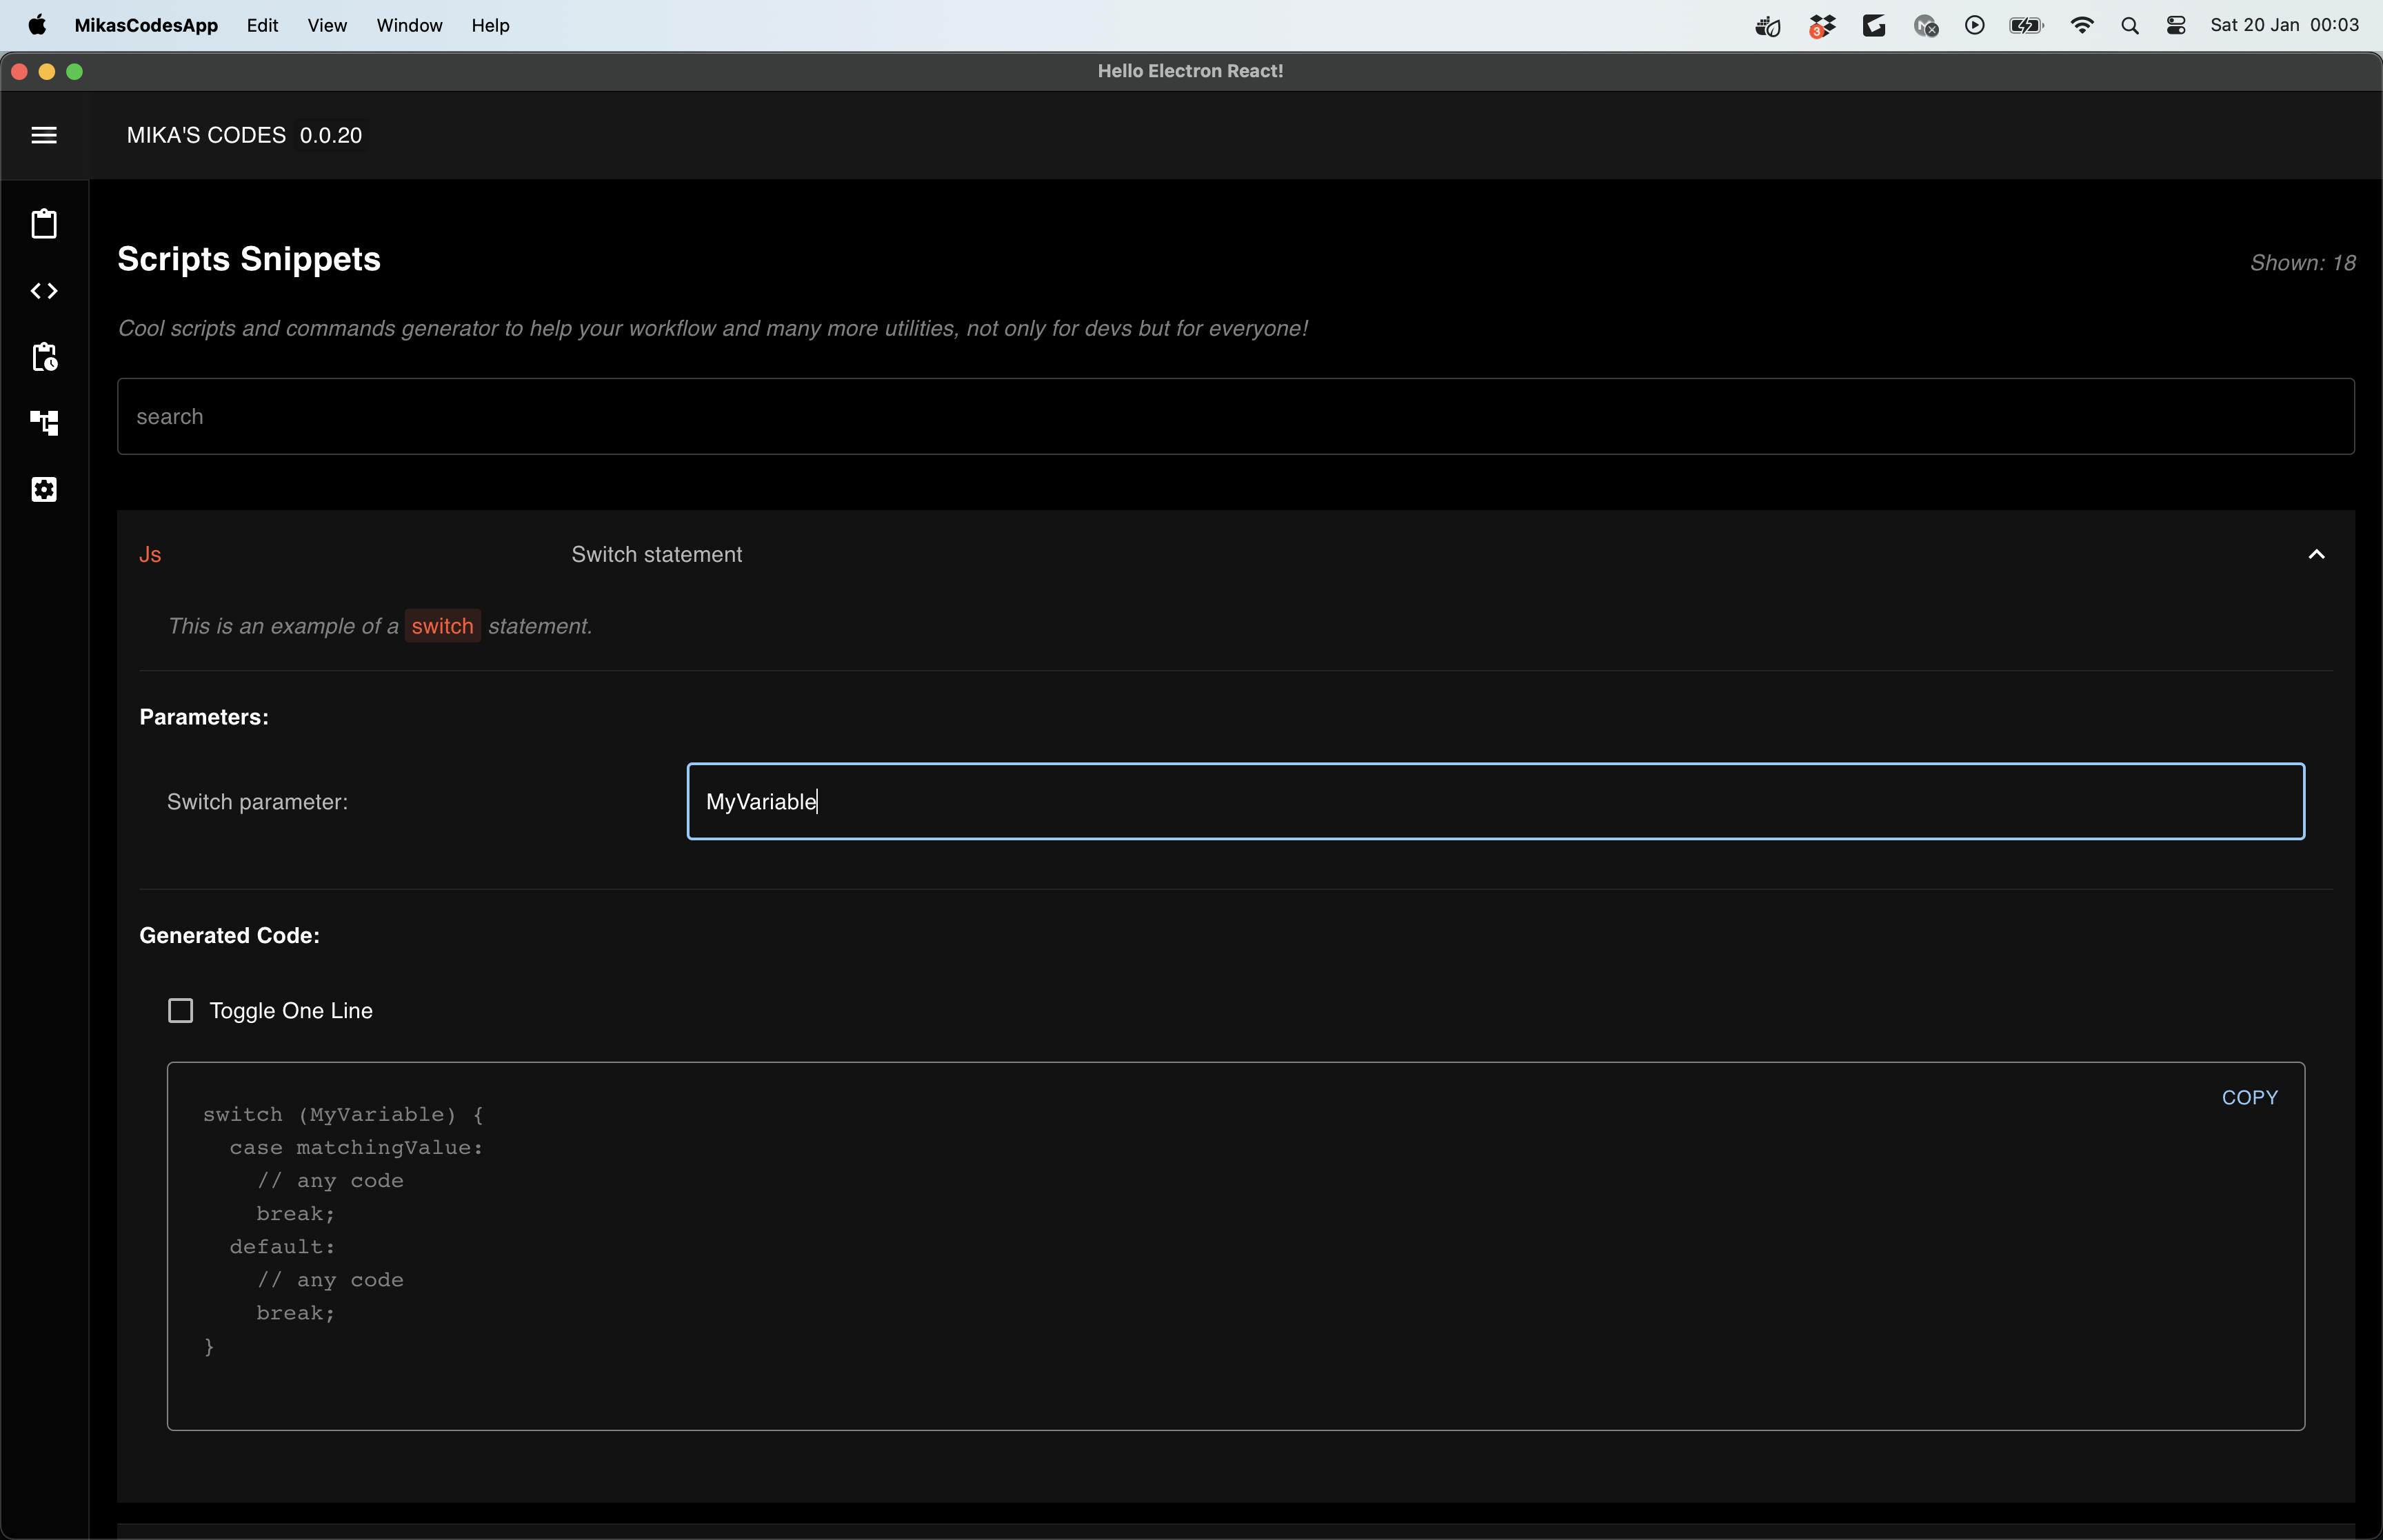 MikasCodesApp Edit View Window Help 3 Sat 20 Jan 00:03
Hello Electron React!
MIKA'S CODES 0.0.20
Scripts Snippets
Shown: 18
Cool scripts and commands generator to help your workflow and many more utilities, not only for devs but for everyone!
search
Js Switch statement
This is an example of a switch statement.
Parameters:
Switch parameter: MyVariable
Generated Code:
Toggle One Line
COPY
switch (MyVariable) {
  case matchingValue:
    // any code
    break;
  default:
    // any code
    break;
}